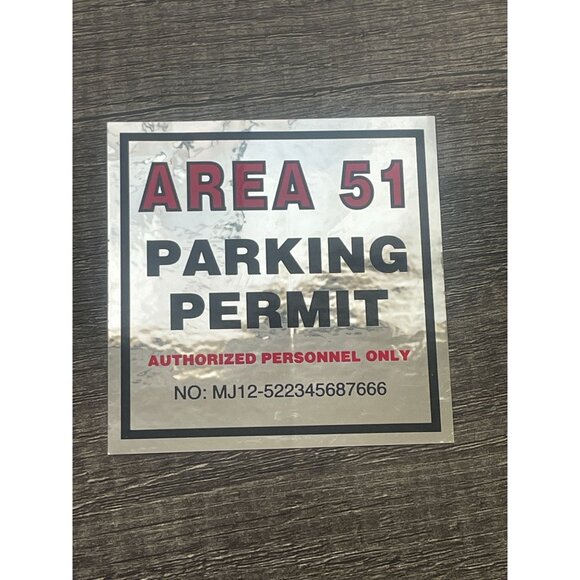 AREA 51
PARKING
PERMIT
AUTHORIZED PERSONNEL ONLY
NO: MJ12-522345687666